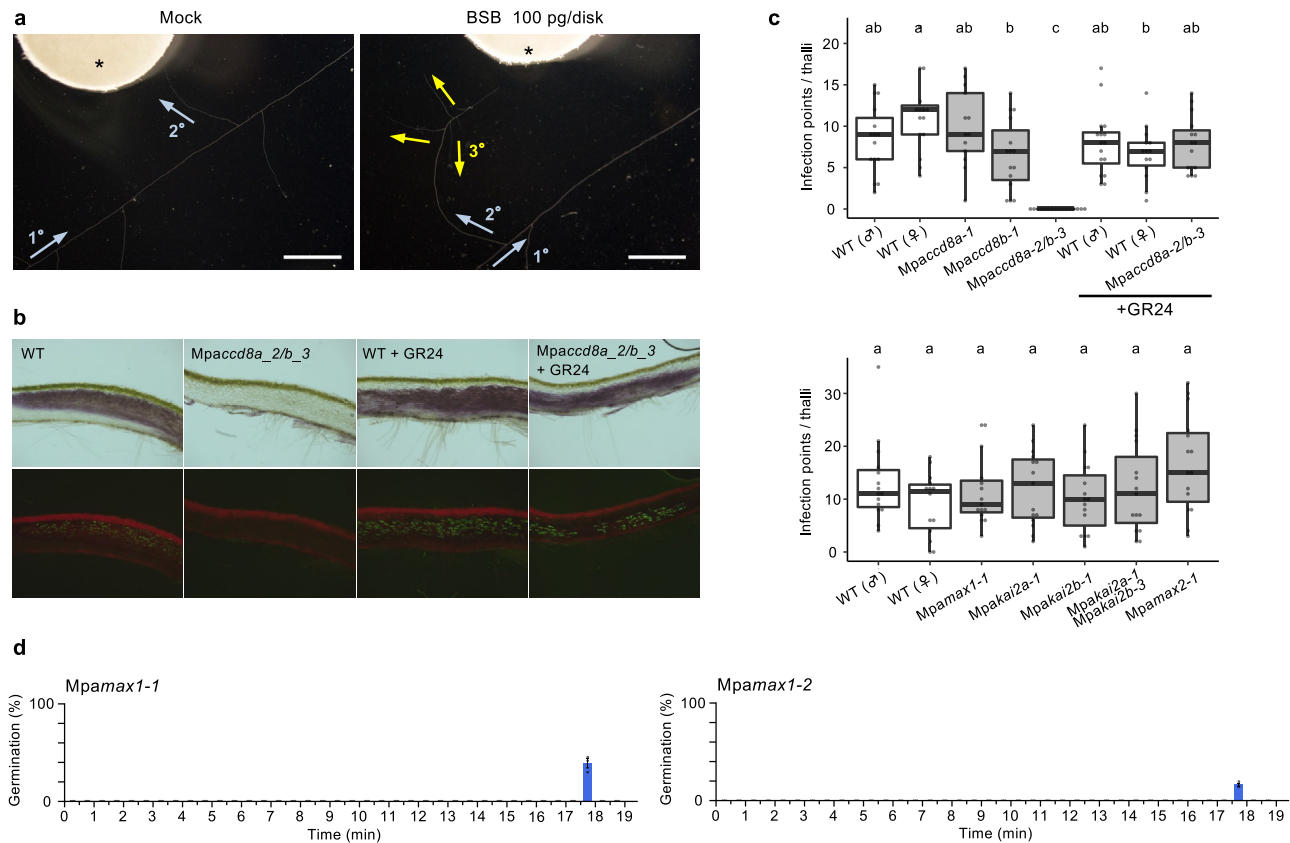 a
Mock
BSB 100 pg/disk
*
*
2°
1°
3°
2°
1°
b
WT
Mpaccd8a_2/b_3
WT + GR24
Mpaccd8a_2/b_3
+ GR24
c
Infection points / thalli
20
15
10
5
0
ab
a
ab
b
c
ab
b
ab
WT (♂)
WT (♀)
Mpaccd8a-1
Mpaccd8b-1
Mpaccd8a-2/b-3
WT (♂)
WT (♀)
Mpaccd8a-2/b-3
+GR24
Infection points / thalli
30
20
10
0
a
a
a
a
a
a
a
WT (♂)
WT (♀)
Mpamax1-1
Mpakai2a-1
Mpakai2b-1
Mpakai2a-1
Mpakai2b-3
Mpamax2-1
d
Mpamax1-1
Germination (%)
100
0
0 1 2 3 4 5 6 7 8 9 10 11 12 13 14 15 16 17 18 19
Time (min)
Mpamax1-2
Germination (%)
100
0
0 1 2 3 4 5 6 7 8 9 10 11 12 13 14 15 16 17 18 19
Time (min)